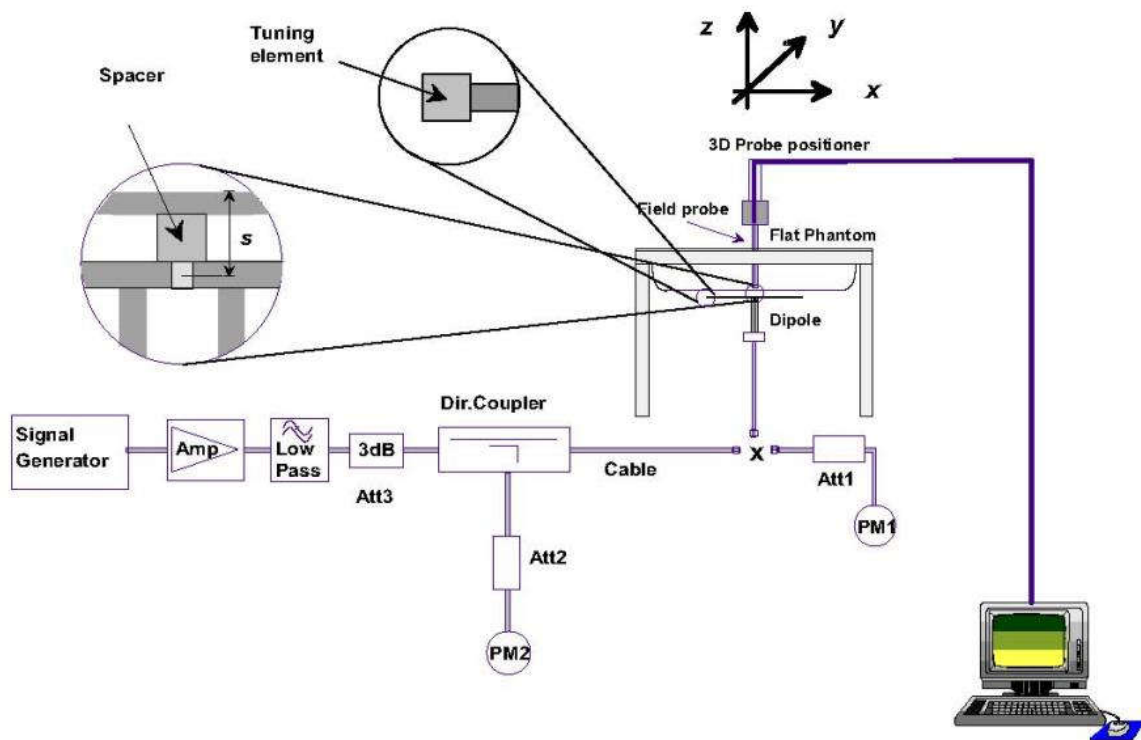 Tuning
element
Spacer
z
y
x
s
3D Probe positioner
Field probe
Flat Phantom
Dipole
Dir.Coupler
Signal
Generator
Amp
Low
Pass
3dB
Att3
Cable
x
Att1
PM1
Att2
PM2